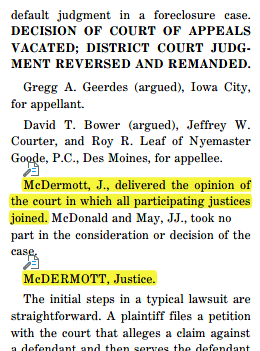 default judgment in a foreclosure case.
DECISION OF COURT OF APPEALS
VACATED; DISTRICT COURT JUDG-
MENT REVERSED AND REMANDED.
Gregg A. Geerdes (argued), Iowa City,
for appellant.
David T. Bower (argued), Jeffrey W.
Courter, and Roy R. Leaf of Nyemaster
Goode, P.C., Des Moines, for appellee.
McDermott, J., delivered the opinion of
the court in which all participating justices
joined. McDonald and May, JJ., took no
part in the consideration or decision of the
case.
McDERMOTT, Justice.
The initial steps in a typical lawsuit are
straightforward. A plaintiff files a petition
with the court that alleges a claim against
a defendant and then serves the defendant